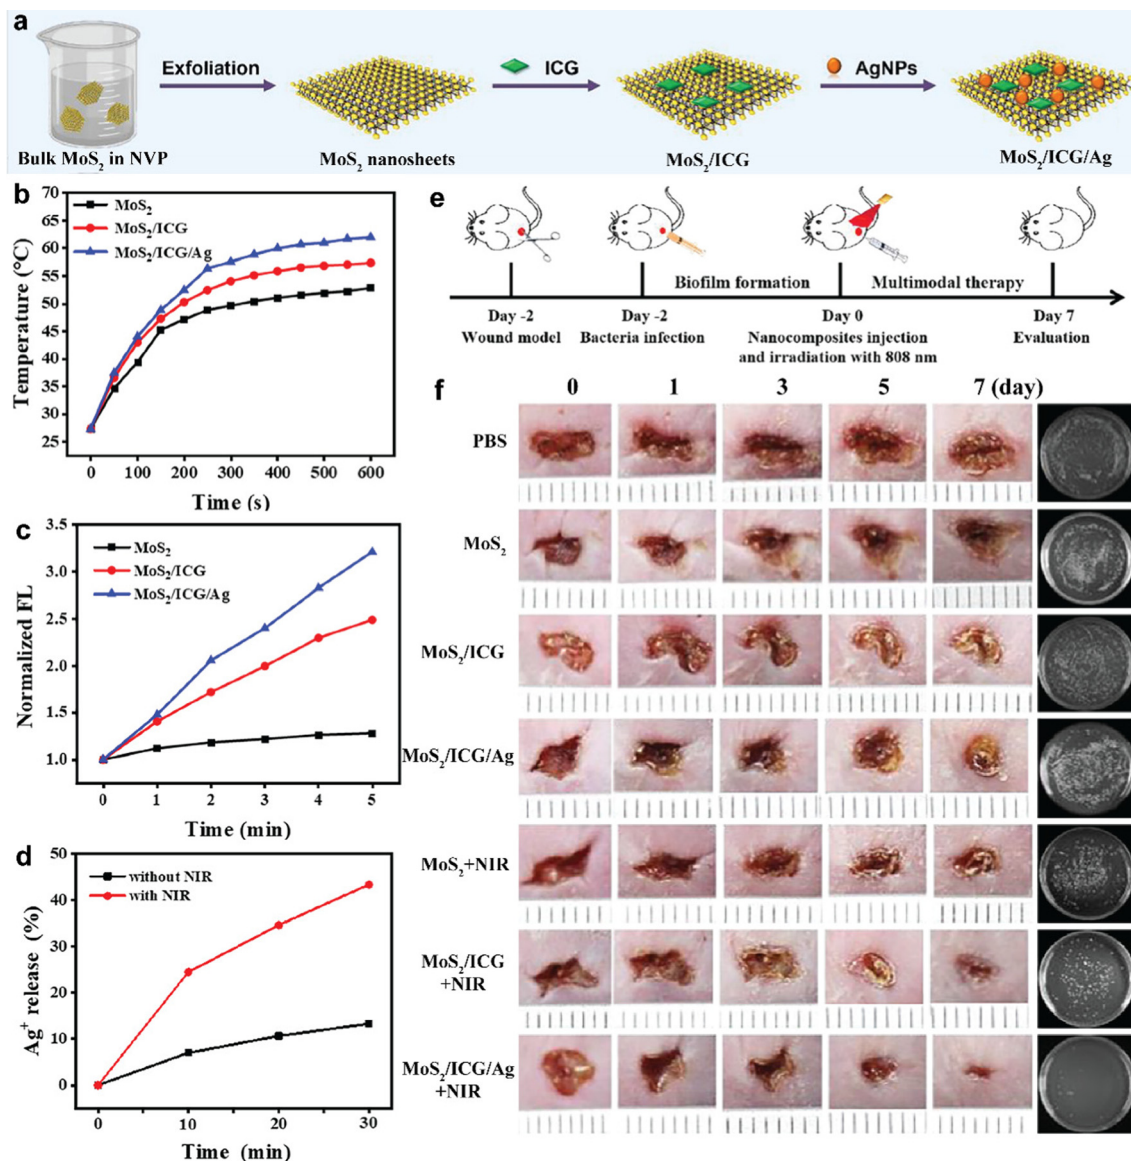 a
Exfoliation
ICG
AgNPs
Bulk MoS2 in NVP
MoS2 nanosheets
MoS2/ICG
MoS2/ICG/Ag
b
MoS2
MoS2/ICG
MoS2/ICG/Ag
Temperature (°C)
70
65
60
55
50
45
40
35
30
25
0 100 200 300 400 500 600
Time (s)
c
MoS2
MoS2/ICG
MoS2/ICG/Ag
Normalized FL
3.5
3.0
2.5
2.0
1.5
1.0
0 1 2 3 4 5
Time (min)
d
without NIR
with NIR
Ag+ release (%)
50
40
30
20
10
0
0 10 20 30
Time (min)
e
Biofilm formation
Multimodal therapy
Day -2
Wound model
Day -2
Bacteria infection
Day 0
Nanocomposites injection
and irradiation with 808 nm
Day 7
Evaluation
f
0 1 3 5 7 (day)
PBS
MoS2
MoS2/ICG
MoS2/ICG/Ag
MoS2+NIR
MoS2/ICG
+NIR
MoS2/ICG/Ag
+NIR